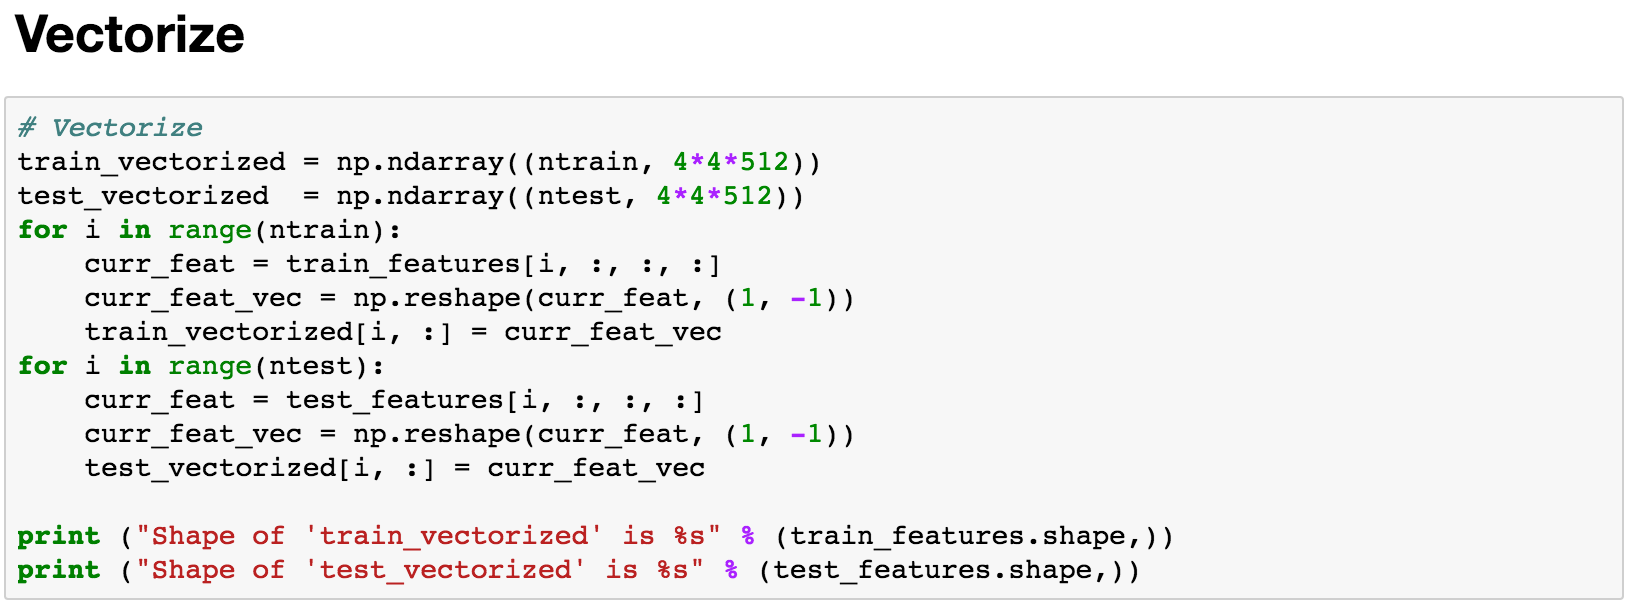 Vectorize
# Vectorize
train_vectorized = np.ndarray((ntrain, 4*4*512))
test_vectorized  = np.ndarray((ntest, 4*4*512))
for i in range(ntrain):
    curr_feat = train_features[i, :, :, :]
    curr_feat_vec = np.reshape(curr_feat, (1, -1))
    train_vectorized[i, :] = curr_feat_vec
for i in range(ntest):
    curr_feat = test_features[i, :, :, :]
    curr_feat_vec = np.reshape(curr_feat, (1, -1))
    test_vectorized[i, :] = curr_feat_vec

print ("Shape of 'train_vectorized' is %s" % (train_features.shape,))
print ("Shape of 'test_vectorized' is %s" % (test_features.shape,))